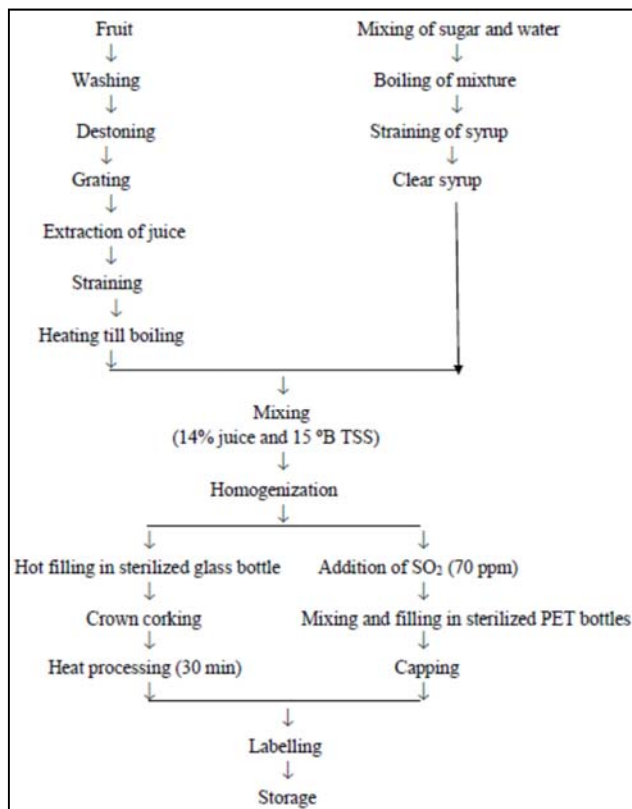 Fruit
Washing
Destoning
Grating
Extraction of juice
Straining
Heating till boiling
Mixing of sugar and water
Boiling of mixture
Straining of syrup
Clear syrup
Mixing
(14% juice and 15 ºB TSS)
Homogenization
Hot filling in sterilized glass bottle
Crown corking
Heat processing (30 min)
Addition of SO₂ (70 ppm)
Mixing and filling in sterilized PET bottles
Capping
Labelling
Storage